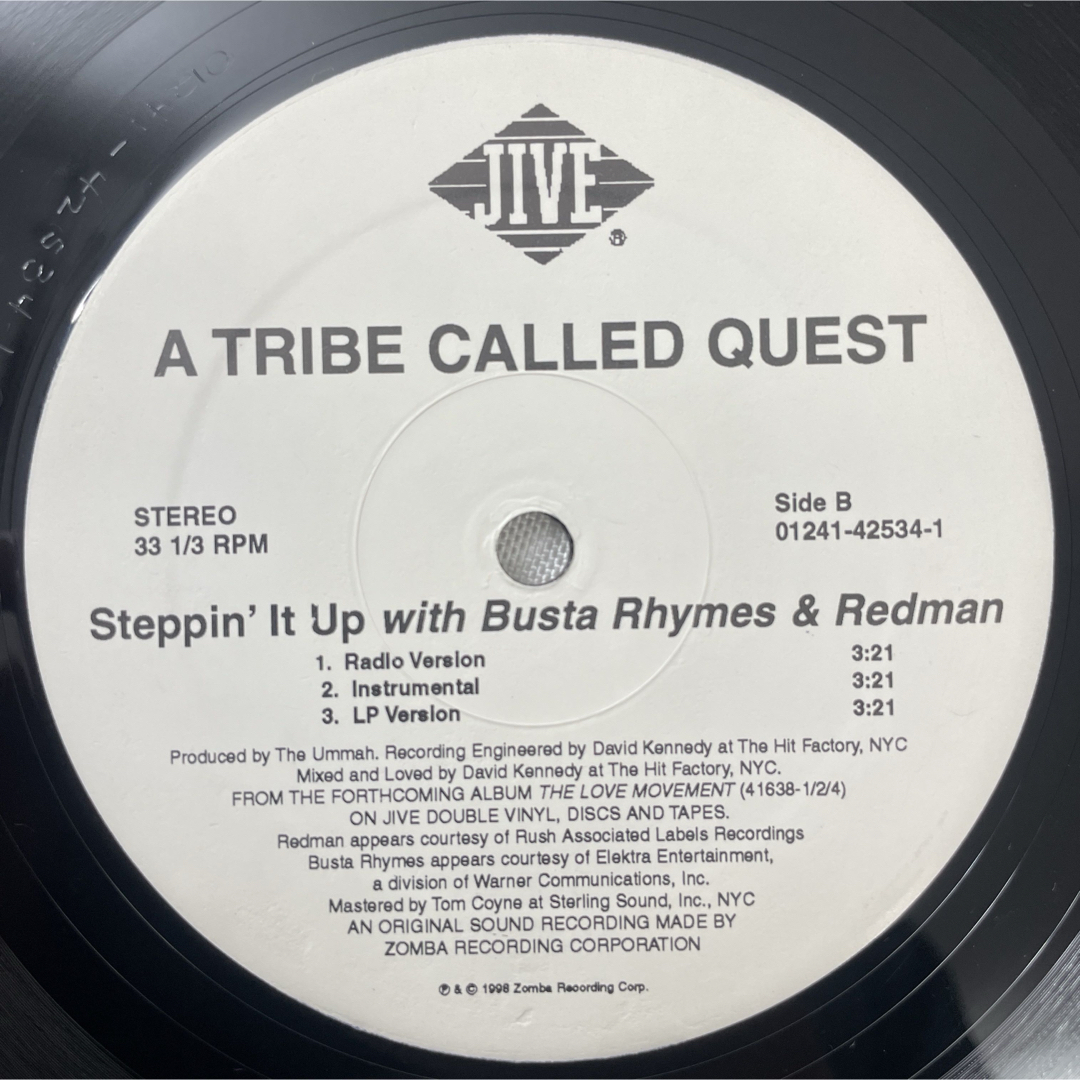 JIVE
®
A TRIBE CALLED QUEST
STEREO
33 1/3 RPM
Side B
01241-42534-1
Steppin' It Up with Busta Rhymes & Redman
1. Radio Version 3:21
2. Instrumental 3:21
3. LP Version 3:21
Produced by The Ummah. Recording Engineered by David Kennedy at The Hit Factory, NYC
Mixed and Loved by David Kennedy at The Hit Factory, NYC.
FROM THE FORTHCOMING ALBUM THE LOVE MOVEMENT (41638-1/2/4)
ON JIVE DOUBLE VINYL, DISCS AND TAPES.
Redman appears courtesy of Rush Associated Labels Recordings
Busta Rhymes appears courtesy of Elektra Entertainment,
a division of Warner Communications, Inc.
Mastered by Tom Coyne at Sterling Sound, Inc., NYC
AN ORIGINAL SOUND RECORDING MADE BY
ZOMBA RECORDING CORPORATION
℗ & © 1998 Zomba Recording Corp.
01241-42534